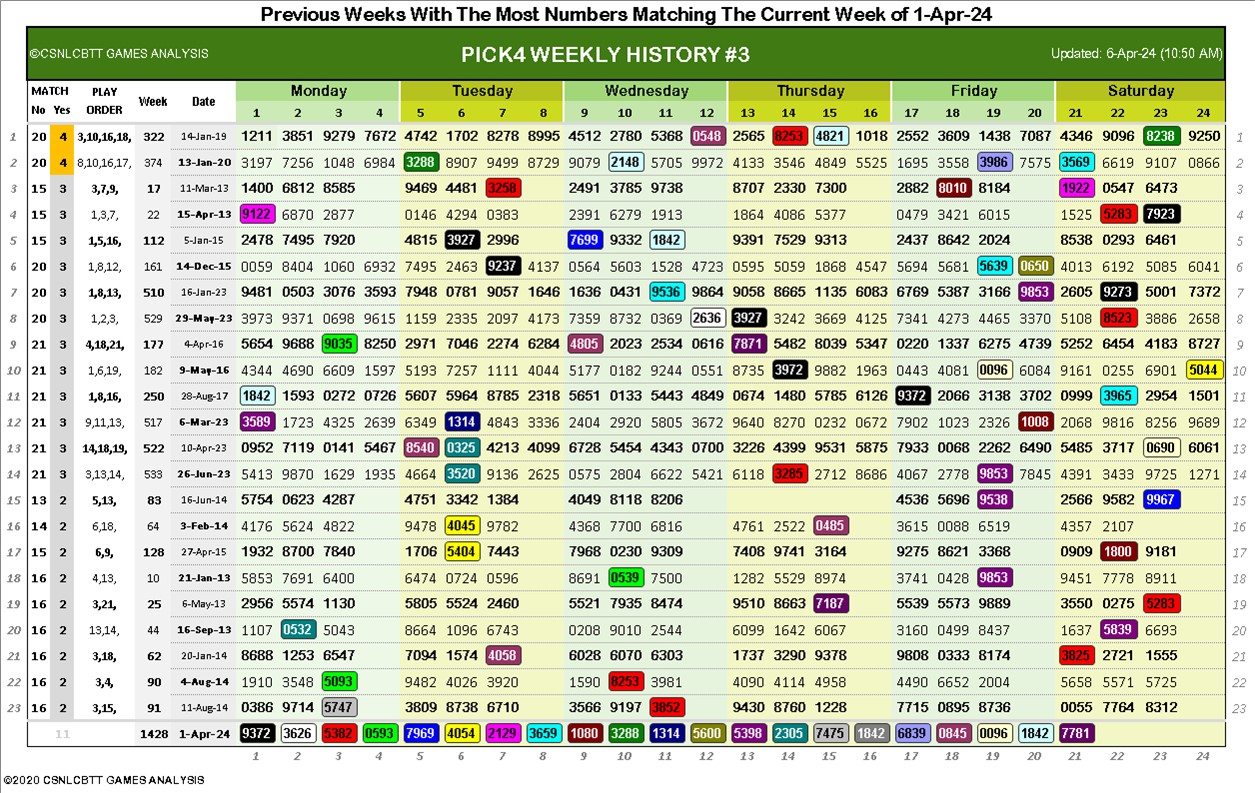 Previous Weeks With The Most Numbers Matching The Current Week of 1-Apr-24
©CSNLCBTT GAMES ANALYSIS PICK4 WEEKLY HISTORY #3 Updated: 6-Apr-24 (10:50 AM)
MATCH PLAY Week Date Monday Tuesday Wednesday Thursday Friday Saturday
No Yes ORDER 1 2 3 4 5 6 7 8 9 10 11 12 13 14 15 16 17 18 19 20 21 22 23 24
1 20 4 3,10,16,18, 322 14-Jan-19 1211 3851 9279 7672 4742 1702 8278 8995 4512 2780 5368 0548 2565 8253 4821 1018 2552 3609 1438 7087 4346 9096 8238 9250 1
2 20 4 8,10,16,17, 374 13-Jan-20 3197 7256 1048 6984 3288 8907 9499 8729 9079 2148 5705 9972 4133 3546 4849 5525 1695 3558 3986 7575 3569 6619 9107 0866 2
3 15 3 3,7,9, 17 11-Mar-13 1400 6812 8585 9469 4481 3258 2491 3785 9738 8707 2330 7300 2882 8010 8184 1922 0547 6473 3
4 15 3 1,3,7, 22 15-Apr-13 9122 6870 2877 0146 4294 0383 2391 6279 1913 1864 4086 5377 0479 3421 6015 1525 5283 7923 4
5 15 3 1,5,16, 112 5-Jan-15 2478 7495 7920 4815 3927 2996 7699 9332 1842 9391 7529 9313 2437 8642 2024 8538 0293 6461 5
6 20 3 1,8,12, 161 14-Dec-15 0059 8404 1060 6932 7495 2463 9237 4137 0564 5603 1528 4723 0595 5059 1868 4547 5694 5681 5639 0650 4013 6192 5085 6041 6
7 20 3 1,8,13, 510 16-Jan-23 9481 0503 3076 3593 7948 0781 9057 1646 1636 0431 9536 9864 9058 8665 1135 6083 6769 5387 3166 9853 2605 9273 5001 7372 7
8 20 3 1,2,3, 529 29-May-23 3973 9371 0698 9615 1159 2335 2097 4173 7359 8732 0369 2636 3927 3242 3669 4125 7341 4273 4465 3370 5108 8523 3886 2658 8
9 21 3 4,18,21, 177 4-Apr-16 5654 9688 9035 8250 2971 7046 2274 6284 4805 2023 2534 0616 7871 5482 8039 5347 0220 1337 6275 4739 5252 6454 4183 8727 9
10 21 3 1,6,19, 182 9-May-16 4344 4690 6609 1597 5193 7257 1111 4044 5177 0182 9244 0551 8735 3972 9882 1963 0443 4081 0096 6084 9161 0255 6901 5044 10
11 21 3 1,8,16, 250 28-Aug-17 1842 1593 0272 0726 5607 5964 8785 2318 5651 0133 5443 4849 0674 1480 5785 6126 9372 2066 3138 3702 0999 3965 2954 1501 11
12 21 3 9,11,13, 517 6-Mar-23 3589 1723 4325 2639 6349 1314 4843 3336 2404 2920 5805 3672 9640 8270 0232 0672 7902 1023 2326 1008 2068 9816 8256 9689 12
13 21 3 14,18,19, 522 10-Apr-23 0952 7119 0141 5467 8540 0325 4213 4099 6728 5454 4343 0700 3226 4399 9531 5875 7933 0068 2262 6490 5485 3717 0690 6061 13
14 21 3 3,13,14, 533 26-Jun-23 5413 9870 1629 1935 4664 3520 9136 2625 0575 2804 6622 5421 6118 3285 2712 8686 4067 2778 9853 7845 4391 3433 9725 1271 14
15 13 2 5,13, 83 16-Jun-14 5754 0623 4287 4751 3342 1384 4049 8118 8206 4536 5696 9538 2566 9582 9967 15
16 14 2 6,18, 64 3-Feb-14 4176 5624 4822 9478 4045 9782 4368 7700 6816 4761 2522 0485 3615 0088 6519 4357 2107 16
17 15 2 6,9, 128 27-Apr-15 1932 8700 7840 1706 5404 7443 7968 0230 9309 7408 9741 3164 9275 8621 3368 0909 1800 9181 17
18 16 2 4,13, 10 21-Jan-13 5853 7691 6400 6474 0724 0596 8691 0539 7500 1282 5529 8974 3741 0428 9853 9451 7778 8911 18
19 16 2 3,21, 25 6-May-13 2956 5574 1130 5805 5524 2460 5521 7935 8474 9510 8663 7187 5539 5573 9889 3550 0275 5283 19
20 16 2 13,14, 44 16-Sep-13 1107 0532 5043 8664 1096 6743 0208 9010 2544 6099 1642 6067 3160 0499 8437 1637 5839 6693 20
21 16 2 3,18, 62 20-Jan-14 8688 1253 6547 7094 1574 4058 6028 6070 6303 1737 3290 9378 9808 0333 8174 3825 2721 1555 21
22 16 2 3,4, 90 4-Aug-14 1910 3548 5093 9482 4026 3920 1590 8253 3981 4090 4114 4958 4490 6652 2004 5658 5571 5725 22
23 16 2 3,15, 91 11-Aug-14 0386 9714 5747 3809 8738 6710 3566 9197 3852 9430 8760 1228 7715 0895 8736 0055 7764 8312 23
11 1428 1-Apr-24 9372 3626 5382 0593 7969 4054 2129 3659 1080 3288 1314 5600 5398 2305 7475 1842 6839 0845 0096 1842 7781
1 2 3 4 5 6 7 8 9 10 11 12 13 14 15 16 17 18 19 20 21 22 23 24
©2020 CSNLCBTT GAMES ANALYSIS